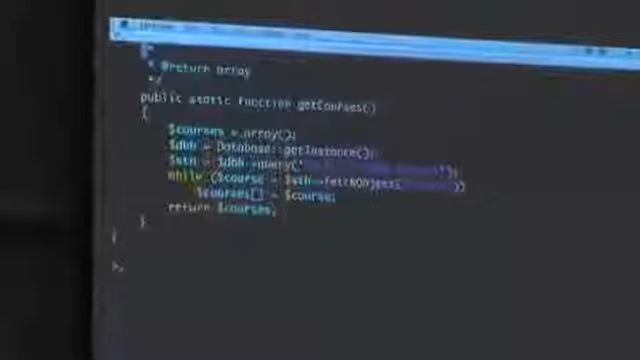 * @return array
*/
public static function getCourses()
{
$courses = array();
$dbh = Database::getInstance();
$sth = $dbh->query('
while ($course = $sth->fetchObject(
$courses[] = $course;
return $courses;
}
}